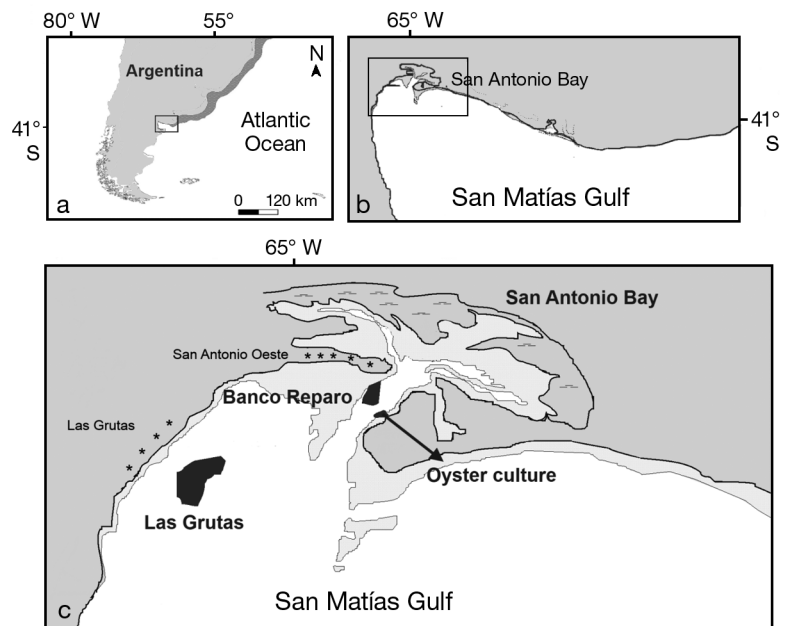 80° W
55°
N
Argentina
41°
S
Atlantic
Ocean
0
120 km
a
65° W
San Antonio Bay
41°
S
San Matías Gulf
b
65° W
San Antonio Bay
San Antonio Oeste
* * * * *
Banco Reparo
Las Grutas
* * * *
Oyster culture
Las Grutas
San Matías Gulf
c